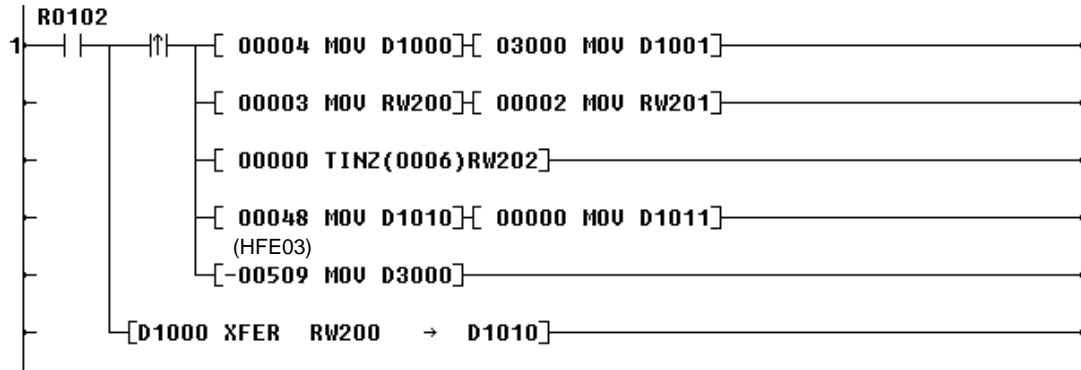 R0102
1 [ 00004 MOV D1000] [ 03000 MOV D1001]
[ 00003 MOV RW200] [ 00002 MOV RW201]
[ 00000 TINZ(0006)RW202]
[ 00048 MOV D1010] [ 00000 MOV D1011]
(HFE03)
[-00509 MOV D3000]
[D1000 XFER RW200 → D1010]